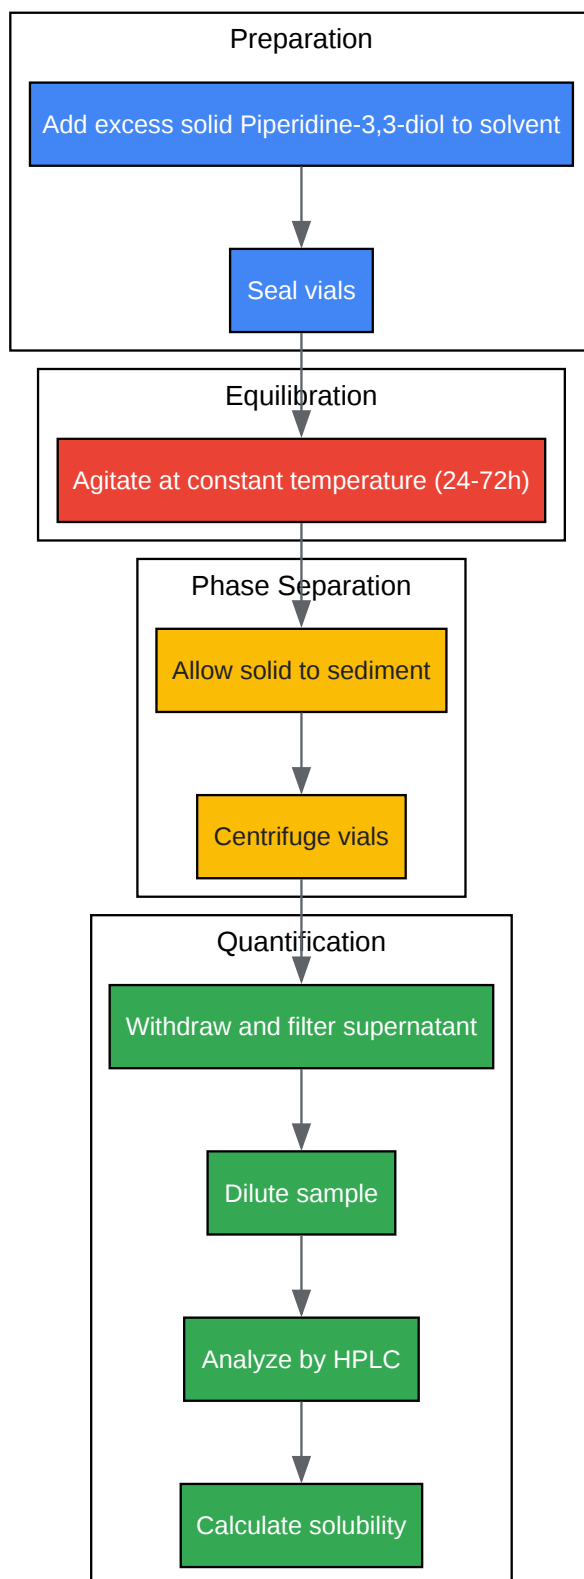 Preparation
Add excess solid Piperidine-3,3-diol to solvent
Seal vials
Equilibration
Agitate at constant temperature (24-72h)
Phase Separation
Allow solid to sediment
Centrifuge vials
Quantification
Withdraw and filter supernatant
Dilute sample
Analyze by HPLC
Calculate solubility